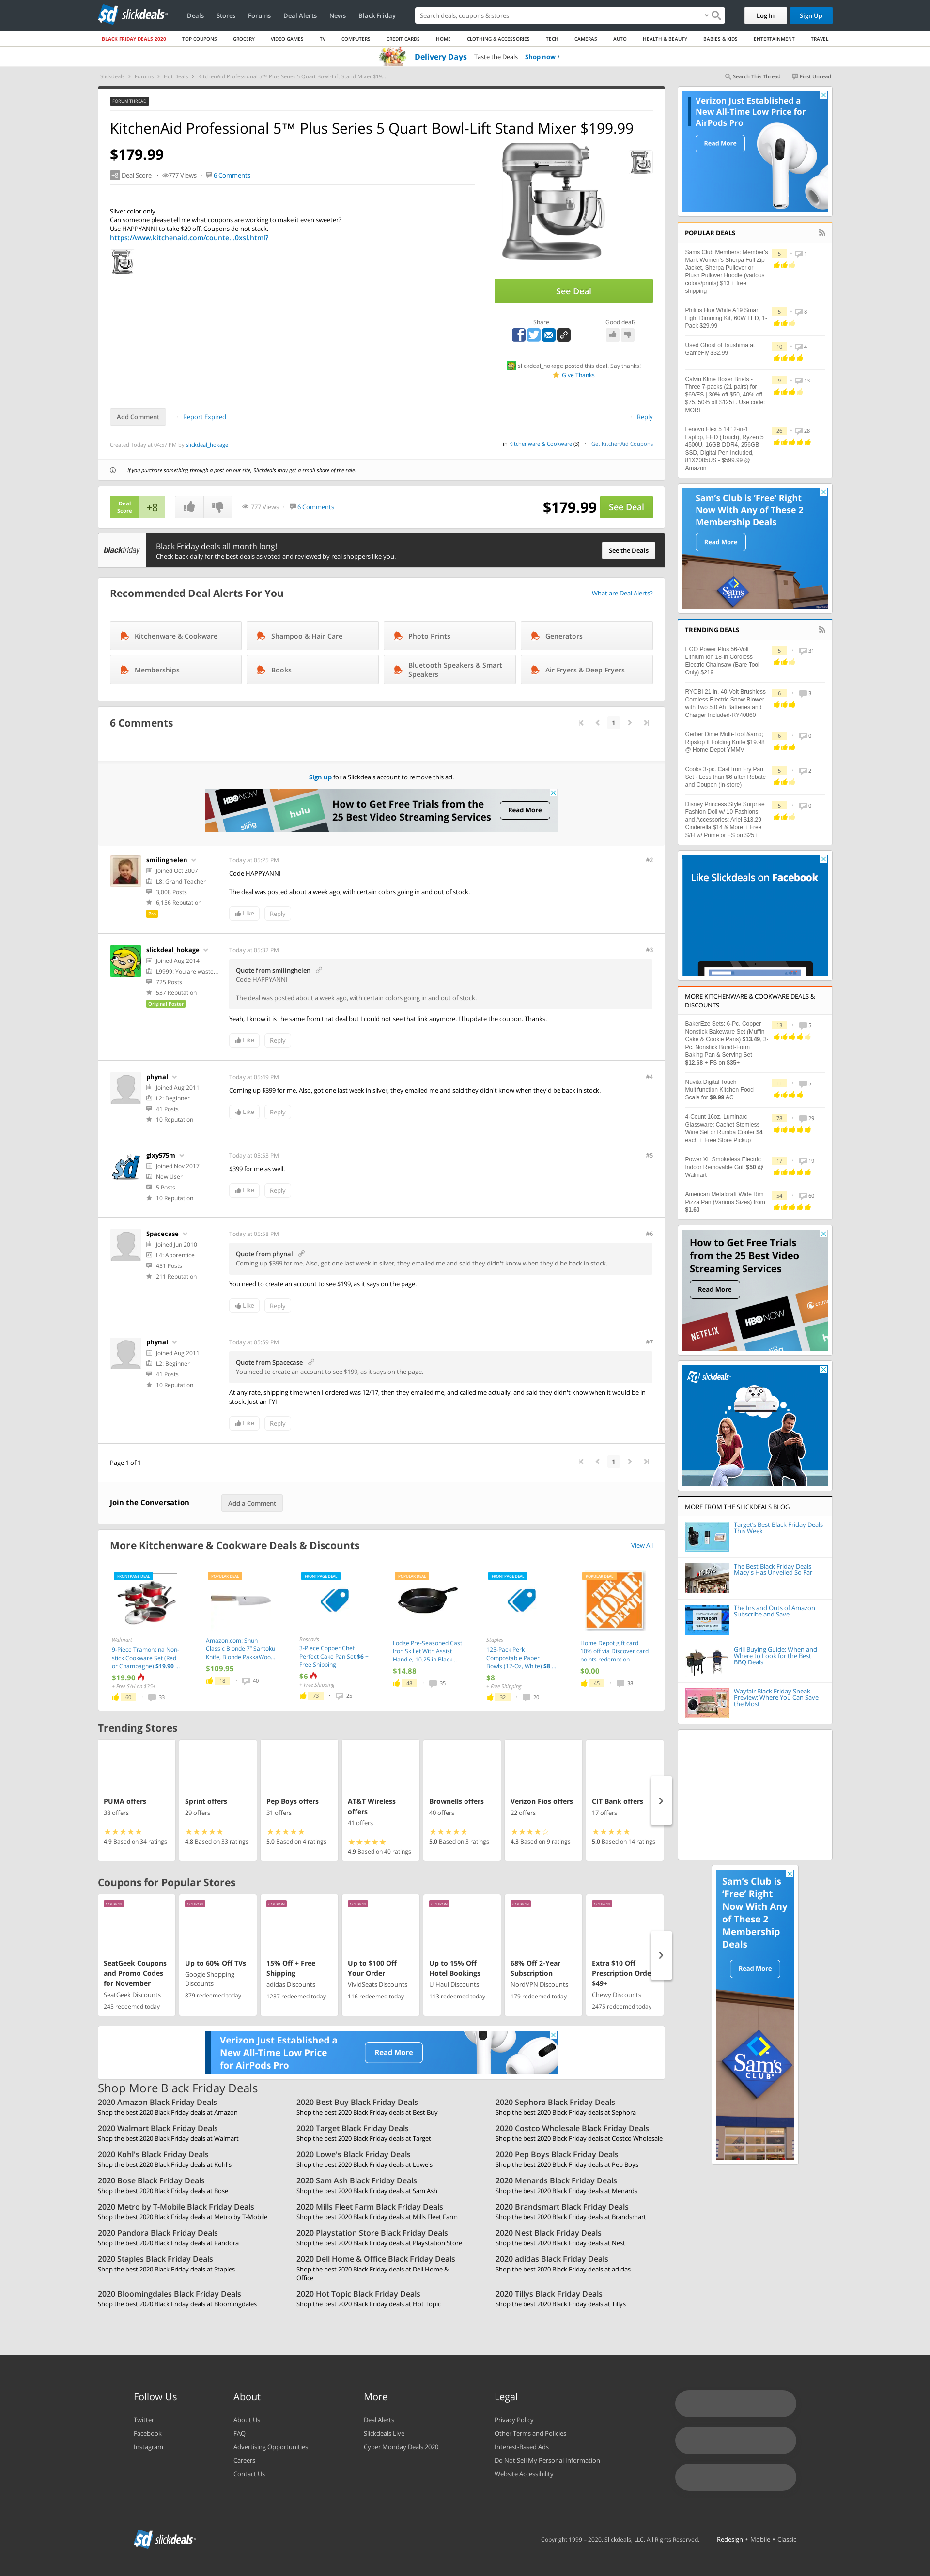 slickdeals
Deals
Stores
Forums
Deal Alerts
News
Black Friday
Search deals, coupons & stores
Log In
Sign Up
BLACK FRIDAY DEALS 2020
TOP COUPONS
GROCERY
VIDEO GAMES
TV
COMPUTERS
CREDIT CARDS
HOME
CLOTHING & ACCESSORIES
TECH
CAMERAS
AUTO
HEALTH & BEAUTY
BABIES & KIDS
ENTERTAINMENT
TRAVEL
Delivery Days Taste the Deals Shop now ›
Slickdeals › Forums › Hot Deals › KitchenAid Professional 5™ Plus Series 5 Quart Bowl-Lift Stand Mixer $19...
Search This Thread
First Unread
FORUM THREAD
KitchenAid Professional 5™ Plus Series 5 Quart Bowl-Lift Stand Mixer $199.99
$179.99
+8 Deal Score · 777 Views · 6 Comments
Silver color only.
Can someone please tell me what coupons are working to make it even sweeter?
Use HAPPYANNI to take $20 off. Coupons do not stack.
https://www.kitchenaid.com/counte...0xsl.html?
See Deal
Share
Good deal?
slickdeal_hokage posted this deal. Say thanks!
Give Thanks
Add Comment · Report Expired
· Reply
Created Today at 04:57 PM by slickdeal_hokage
in Kitchenware & Cookware (3) · Get KitchenAid Coupons
If you purchase something through a post on our site, Slickdeals may get a small share of the sale.
Deal Score +8
777 Views · 6 Comments
$179.99 See Deal
blackfriday
Black Friday deals all month long!
Check back daily for the best deals as voted and reviewed by real shoppers like you.
See the Deals
Recommended Deal Alerts For You
What are Deal Alerts?
Kitchenware & Cookware
Shampoo & Hair Care
Photo Prints
Generators
Memberships
Books
Bluetooth Speakers & Smart Speakers
Air Fryers & Deep Fryers
6 Comments
1
Sign up for a Slickdeals account to remove this ad.
HBO NOW
sling
hulu
How to Get Free Trials from the
25 Best Video Streaming Services
Read More
smilinghelen
Joined Oct 2007
L8: Grand Teacher
3,008 Posts
6,156 Reputation
Pro
Today at 05:25 PM
#2
Code HAPPYANNI
The deal was posted about a week ago, with certain colors going in and out of stock.
Like
Reply
slickdeal_hokage
Joined Aug 2014
L9999: You are waste...
725 Posts
537 Reputation
Original Poster
Today at 05:32 PM
#3
Quote from smilinghelen
Code HAPPYANNI
The deal was posted about a week ago, with certain colors going in and out of stock.
Yeah, I know it is the same from that deal but I could not see that link anymore. I'll update the coupon. Thanks.
Like
Reply
phynal
Joined Aug 2011
L2: Beginner
41 Posts
10 Reputation
Today at 05:49 PM
#4
Coming up $399 for me. Also, got one last week in silver, they emailed me and said they didn't know when they'd be back in stock.
Like
Reply
glxy575m
Joined Nov 2017
New User
5 Posts
10 Reputation
Today at 05:53 PM
#5
$399 for me as well.
Like
Reply
Spacecase
Joined Jun 2010
L4: Apprentice
451 Posts
211 Reputation
Today at 05:58 PM
#6
Quote from phynal
Coming up $399 for me. Also, got one last week in silver, they emailed me and said they didn't know when they'd be back in stock.
You need to create an account to see $199, as it says on the page.
Like
Reply
phynal
Joined Aug 2011
L2: Beginner
41 Posts
10 Reputation
Today at 05:59 PM
#7
Quote from Spacecase
You need to create an account to see $199, as it says on the page.
At any rate, shipping time when I ordered was 12/17, then they emailed me, and called me actually, and said they didn't know when it would be in
stock. Just an FYI
Like
Reply
Page 1 of 1
1
Join the Conversation
Add a Comment
More Kitchenware & Cookware Deals & Discounts
View All
FRONTPAGE DEAL
Walmart
9-Piece Tramontina Non-stick Cookware Set (Red or Champagne) $19.90 ...
$19.90
+ Free S/H on $35+
60 · 33
POPULAR DEAL
Amazon.com: Shun Classic Blonde 7" Santoku Knife, Blonde PakkaWoo...
$109.95
18 · 40
FRONTPAGE DEAL
Boscov's
3-Piece Copper Chef Perfect Cake Pan Set $6 + Free Shipping
$6
+ Free Shipping
73 · 25
POPULAR DEAL
Lodge Pre-Seasoned Cast Iron Skillet With Assist Handle, 10.25 in Black...
$14.88
48 · 35
FRONTPAGE DEAL
Staples
125-Pack Perk Compostable Paper Bowls (12-Oz, White) $8 ...
$8
+ Free Shipping
32 · 20
POPULAR DEAL
THE HOME DEPOT
Home Depot gift card 10% off via Discover card points redemption
$0.00
45 · 38
Trending Stores
PUMA offers
38 offers
4.9 Based on 34 ratings
Sprint offers
29 offers
4.8 Based on 33 ratings
Pep Boys offers
31 offers
5.0 Based on 4 ratings
AT&T Wireless offers
41 offers
4.9 Based on 40 ratings
Brownells offers
40 offers
5.0 Based on 3 ratings
Verizon Fios offers
22 offers
4.3 Based on 9 ratings
CIT Bank offers
17 offers
5.0 Based on 14 ratings
Coupons for Popular Stores
COUPON
SeatGeek Coupons and Promo Codes for November
SeatGeek Discounts
245 redeemed today
COUPON
Up to 60% Off TVs
Google Shopping Discounts
879 redeemed today
COUPON
15% Off + Free Shipping
adidas Discounts
1237 redeemed today
COUPON
Up to $100 Off Your Order
VividSeats Discounts
116 redeemed today
COUPON
Up to 15% Off Hotel Bookings
U-Haul Discounts
113 redeemed today
COUPON
68% Off 2-Year Subscription
NordVPN Discounts
179 redeemed today
COUPON
Extra $10 Off Prescription Orde $49+
Chewy Discounts
2475 redeemed today
Verizon Just Established a
New All-Time Low Price
for AirPods Pro
Read More
Shop More Black Friday Deals
2020 Amazon Black Friday Deals
Shop the best 2020 Black Friday deals at Amazon
2020 Best Buy Black Friday Deals
Shop the best 2020 Black Friday deals at Best Buy
2020 Sephora Black Friday Deals
Shop the best 2020 Black Friday deals at Sephora
2020 Walmart Black Friday Deals
Shop the best 2020 Black Friday deals at Walmart
2020 Target Black Friday Deals
Shop the best 2020 Black Friday deals at Target
2020 Costco Wholesale Black Friday Deals
Shop the best 2020 Black Friday deals at Costco Wholesale
2020 Kohl's Black Friday Deals
Shop the best 2020 Black Friday deals at Kohl's
2020 Lowe's Black Friday Deals
Shop the best 2020 Black Friday deals at Lowe's
2020 Pep Boys Black Friday Deals
Shop the best 2020 Black Friday deals at Pep Boys
2020 Bose Black Friday Deals
Shop the best 2020 Black Friday deals at Bose
2020 Sam Ash Black Friday Deals
Shop the best 2020 Black Friday deals at Sam Ash
2020 Menards Black Friday Deals
Shop the best 2020 Black Friday deals at Menards
2020 Metro by T-Mobile Black Friday Deals
Shop the best 2020 Black Friday deals at Metro by T-Mobile
2020 Mills Fleet Farm Black Friday Deals
Shop the best 2020 Black Friday deals at Mills Fleet Farm
2020 Brandsmart Black Friday Deals
Shop the best 2020 Black Friday deals at Brandsmart
2020 Pandora Black Friday Deals
Shop the best 2020 Black Friday deals at Pandora
2020 Playstation Store Black Friday Deals
Shop the best 2020 Black Friday deals at Playstation Store
2020 Nest Black Friday Deals
Shop the best 2020 Black Friday deals at Nest
2020 Staples Black Friday Deals
Shop the best 2020 Black Friday deals at Staples
2020 Dell Home & Office Black Friday Deals
Shop the best 2020 Black Friday deals at Dell Home & Office
2020 adidas Black Friday Deals
Shop the best 2020 Black Friday deals at adidas
2020 Bloomingdales Black Friday Deals
Shop the best 2020 Black Friday deals at Bloomingdales
2020 Hot Topic Black Friday Deals
Shop the best 2020 Black Friday deals at Hot Topic
2020 Tillys Black Friday Deals
Shop the best 2020 Black Friday deals at Tillys
Verizon Just Established a
New All-Time Low Price for
AirPods Pro
Read More
POPULAR DEALS
Sams Club Members: Member's Mark Women's Sherpa Full Zip Jacket, Sherpa Pullover or Plush Pullover Hoodie (various colors/prints) $13 + free shipping
5 · 1
Philips Hue White A19 Smart Light Dimming Kit, 60W LED, 1-Pack $29.99
5 · 8
Used Ghost of Tsushima at GameFly $32.99
10 · 4
Calvin Kline Boxer Briefs - Three 7-packs (21 pairs) for $69/FS | 30% off $50, 40% off $75, 50% off $125+. Use code: MORE
9 · 13
Lenovo Flex 5 14" 2-in-1 Laptop, FHD (Touch), Ryzen 5 4500U, 16GB DDR4, 256GB SSD, Digital Pen Included, 81X2005US - $599.99 @ Amazon
26 · 28
Sam's Club is 'Free' Right
Now With Any of These 2
Membership Deals
Read More
Sam's CLUB
TRENDING DEALS
EGO Power Plus 56-Volt Lithium Ion 18-in Cordless Electric Chainsaw (Bare Tool Only) $219
5 · 31
RYOBI 21 in. 40-Volt Brushless Cordless Electric Snow Blower with Two 5.0 Ah Batteries and Charger Included-RY40860
6 · 3
Gerber Dime Multi-Tool &amp; Ripstop II Folding Knife $19.98 @ Home Depot YMMV
6 · 0
Cooks 3-pc. Cast Iron Fry Pan Set - Less than $6 after Rebate and Coupon (in-store)
5 · 2
Disney Princess Style Surprise Fashion Doll w/ 10 Fashions and Accessories: Ariel $13.29 Cinderella $14 & More + Free S/H w/ Prime or FS on $25+
5 · 0
Like Slickdeals on Facebook
MORE KITCHENWARE & COOKWARE DEALS & DISCOUNTS
BakerEze Sets: 6-Pc. Copper Nonstick Bakeware Set (Muffin Cake & Cookie Pans) $13.49, 3-Pc. Nonstick Bundt-Form Baking Pan & Serving Set $12.68 + FS on $35+
13 · 5
Nuvita Digital Touch Multifunction Kitchen Food Scale for $9.99 AC
11 · 5
4-Count 16oz. Luminarc Glassware: Cachet Stemless Wine Set or Rumba Cooler $4 each + Free Store Pickup
78 · 29
Power XL Smokeless Electric Indoor Removable Grill $50 @ Walmart
17 · 19
American Metalcraft Wide Rim Pizza Pan (Various Sizes) from $1.60
54 · 60
How to Get Free Trials
from the 25 Best Video
Streaming Services
Read More
NETFLIX
HBO NOW
slickdeals
MORE FROM THE SLICKDEALS BLOG
Target's Best Black Friday Deals This Week
The Best Black Friday Deals Macy's Has Unveiled So Far
The Ins and Outs of Amazon Subscribe and Save
Grill Buying Guide: When and Where to Look for the Best BBQ Deals
Wayfair Black Friday Sneak Preview: Where You Can Save the Most
Sam's Club is
'Free' Right
Now With Any
of These 2
Membership
Deals
Read More
Sam's CLUB
Follow Us
Twitter
Facebook
Instagram
About
About Us
FAQ
Advertising Opportunities
Careers
Contact Us
More
Deal Alerts
Slickdeals Live
Cyber Monday Deals 2020
Legal
Privacy Policy
Other Terms and Policies
Interest-Based Ads
Do Not Sell My Personal Information
Website Accessibility
slickdeals
Copyright 1999 – 2020. Slickdeals, LLC. All Rights Reserved.
Redesign • Mobile • Classic